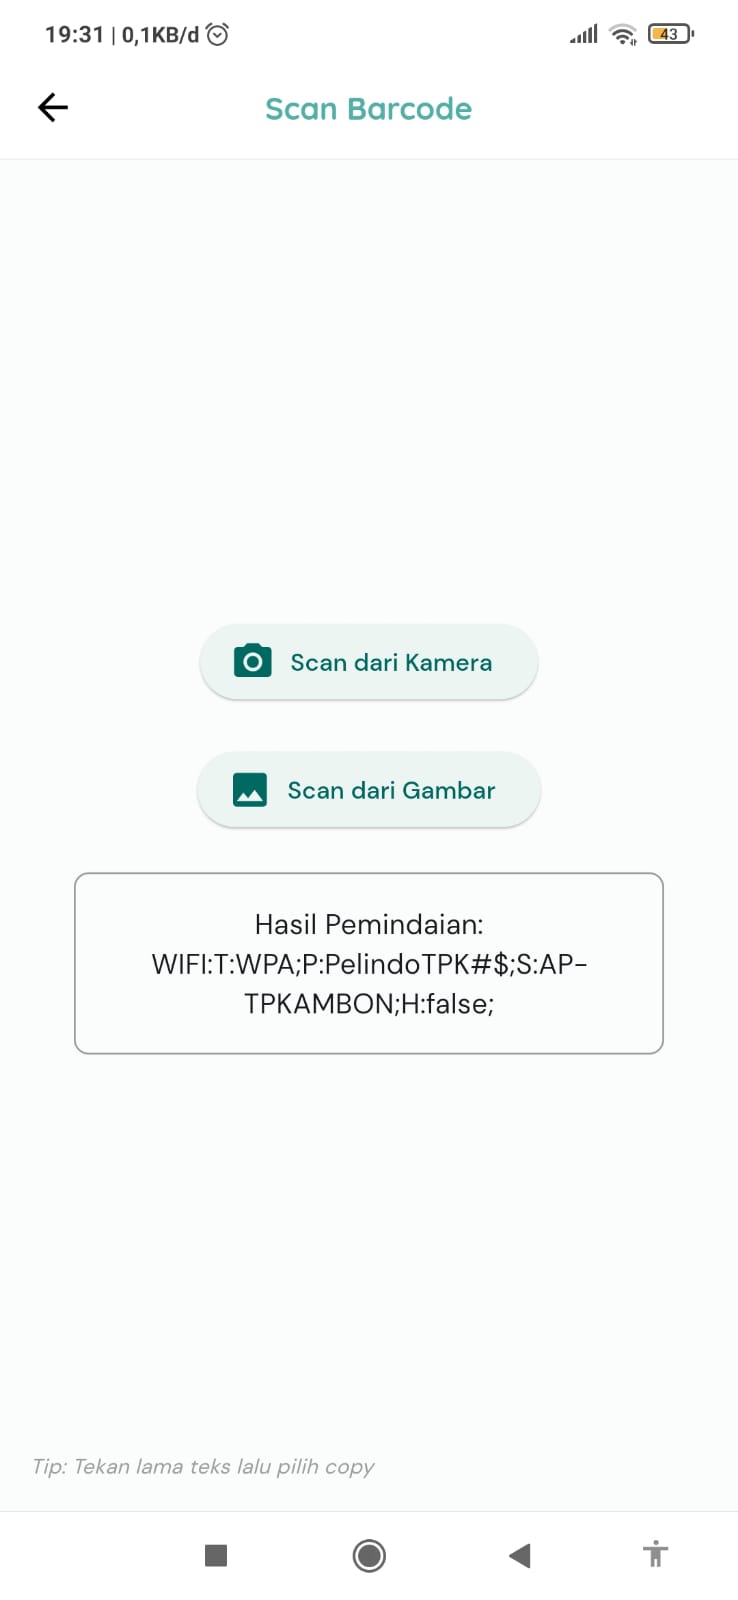 19:31 | 0,1KB/d
43
Scan Barcode
Scan dari Kamera
Scan dari Gambar
Hasil Pemindaian:
WIFI:T:WPA;P:PelindoTPK#$;S:AP-
TPKAMBON;H:false;
Tip: Tekan lama teks lalu pilih copy